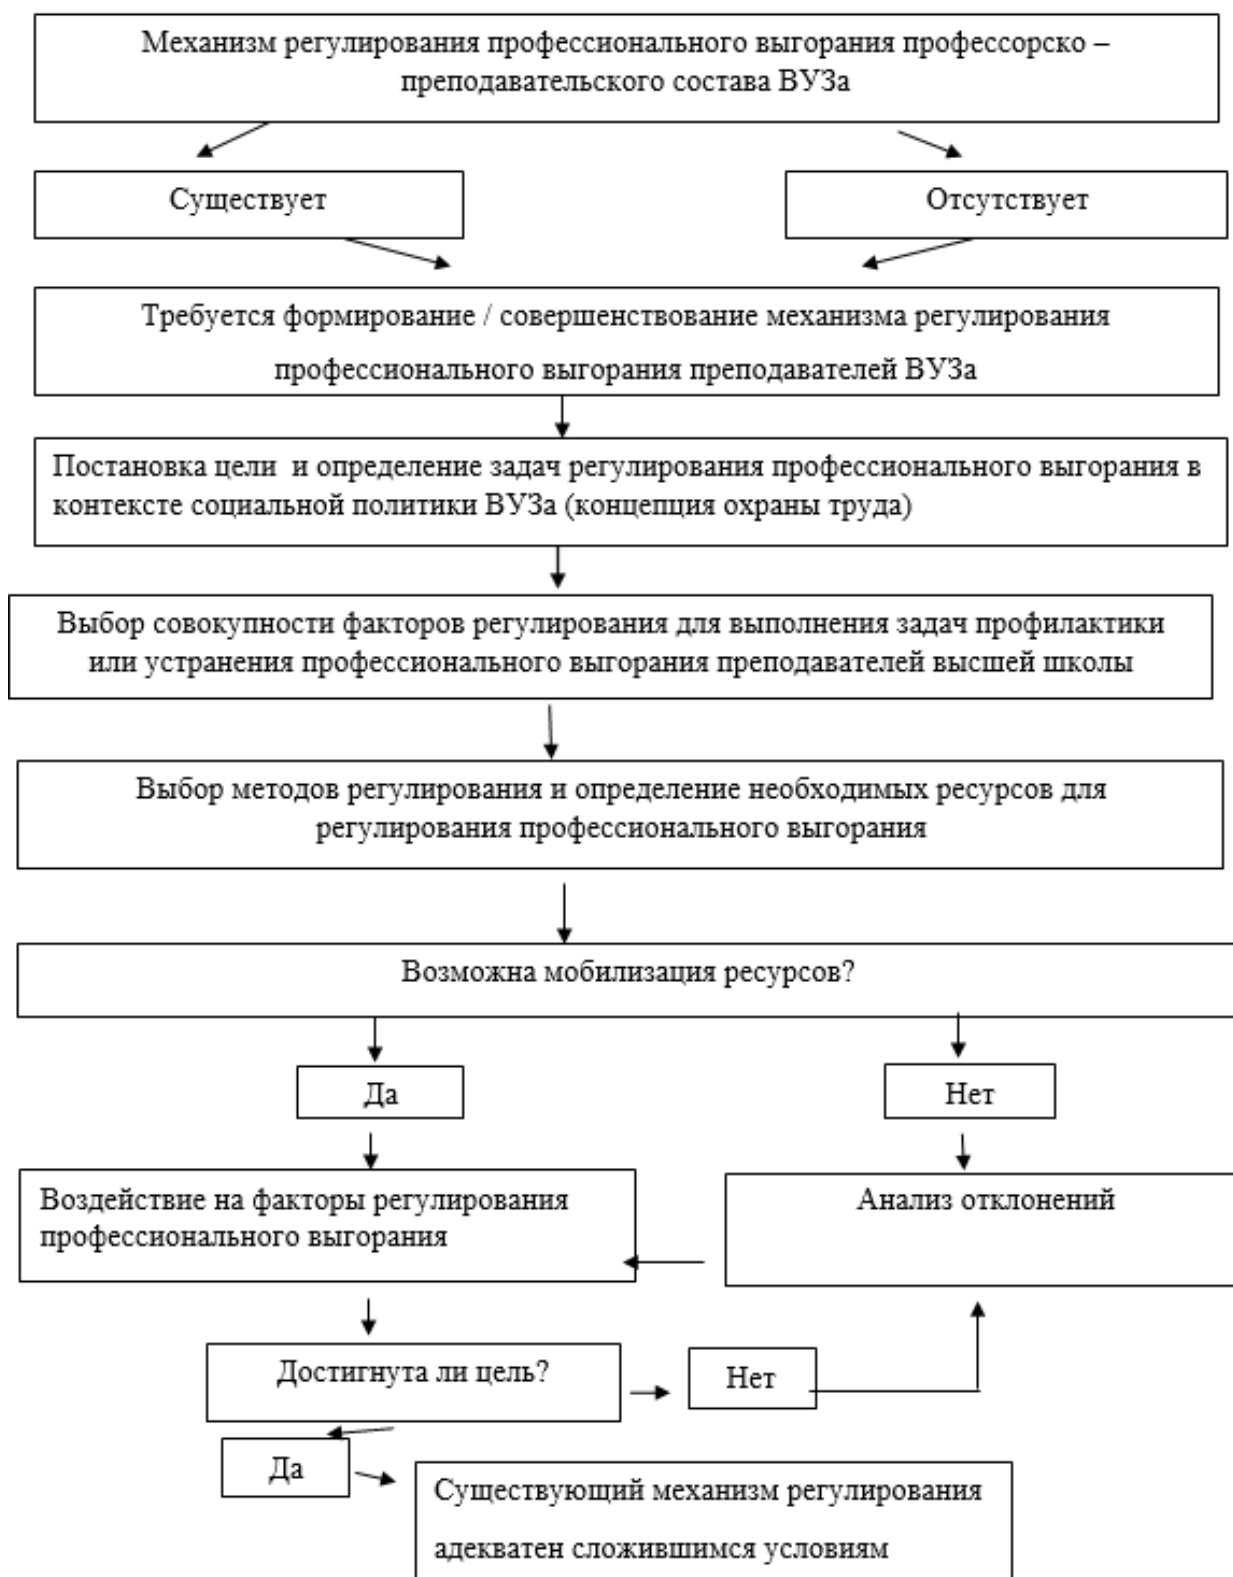 Механизм регулирования профессионального выгорания профессорско –
преподавательского состава ВУЗа
Существует
Отсутствует
Требуется формирование / совершенствование механизма регулирования
профессионального выгорания преподавателей ВУЗа
Постановка цели и определение задач регулирования профессионального выгорания в
контексте социальной политики ВУЗа (концепция охраны труда)
Выбор совокупности факторов регулирования для выполнения задач профилактики
или устранения профессионального выгорания преподавателей высшей школы
Выбор методов регулирования и определение необходимых ресурсов для
регулирования профессионального выгорания
Возможна мобилизация ресурсов?
Да
Нет
Воздействие на факторы регулирования
профессионального выгорания
Анализ отклонений
Достигнута ли цель?
Нет
Да
Существующий механизм регулирования
адекватен сложившимся условиям